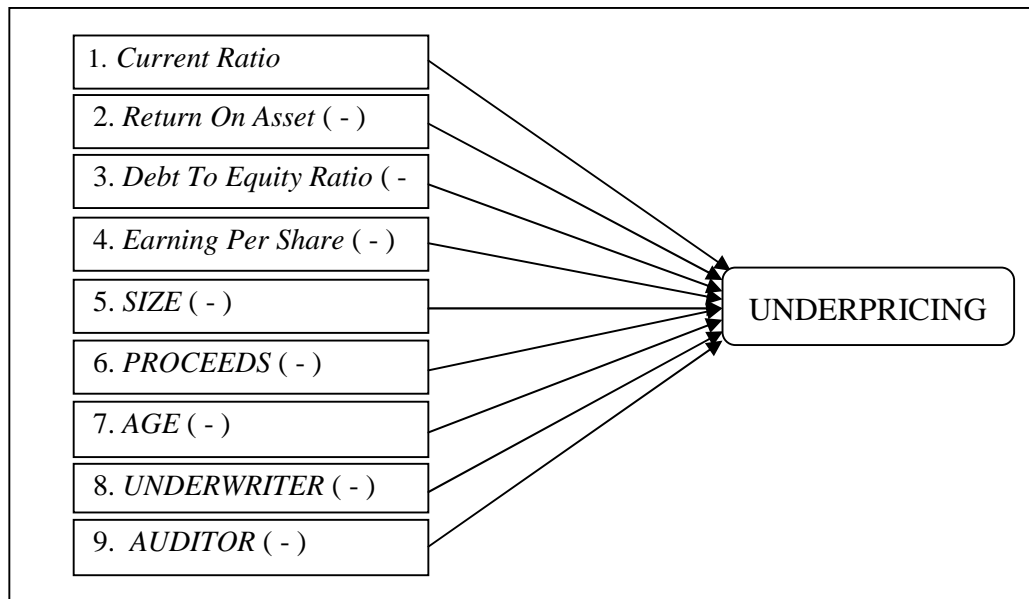 1. Current Ratio
2. Return On Asset ( - )
3. Debt To Equity Ratio ( -
4. Earning Per Share ( - )
5. SIZE ( - )
6. PROCEEDS ( - )
7. AGE ( - )
8. UNDERWRITER ( - )
9. AUDITOR ( - )
UNDERPRICING